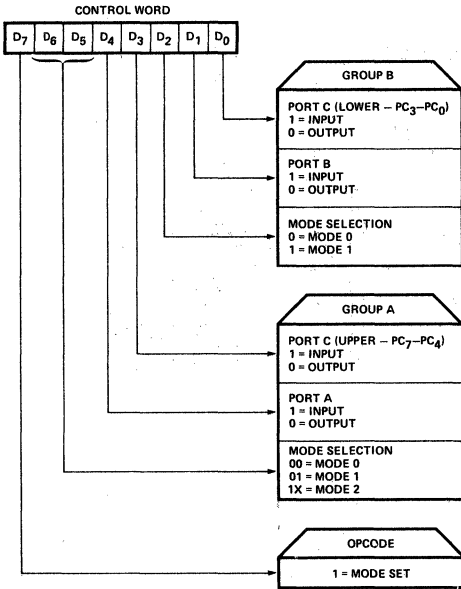 CONTROL WORD
D7 D6 D5 D4 D3 D2 D1 D0
GROUP B
PORT C (LOWER – PC3–PC0)
1 = INPUT
0 = OUTPUT
PORT B
1 = INPUT
0 = OUTPUT
MODE SELECTION
0 = MODE 0
1 = MODE 1
GROUP A
PORT C (UPPER – PC7–PC4)
1 = INPUT
0 = OUTPUT
PORT A
1 = INPUT
0 = OUTPUT
MODE SELECTION
00 = MODE 0
01 = MODE 1
1X = MODE 2
OPCODE
1 = MODE SET